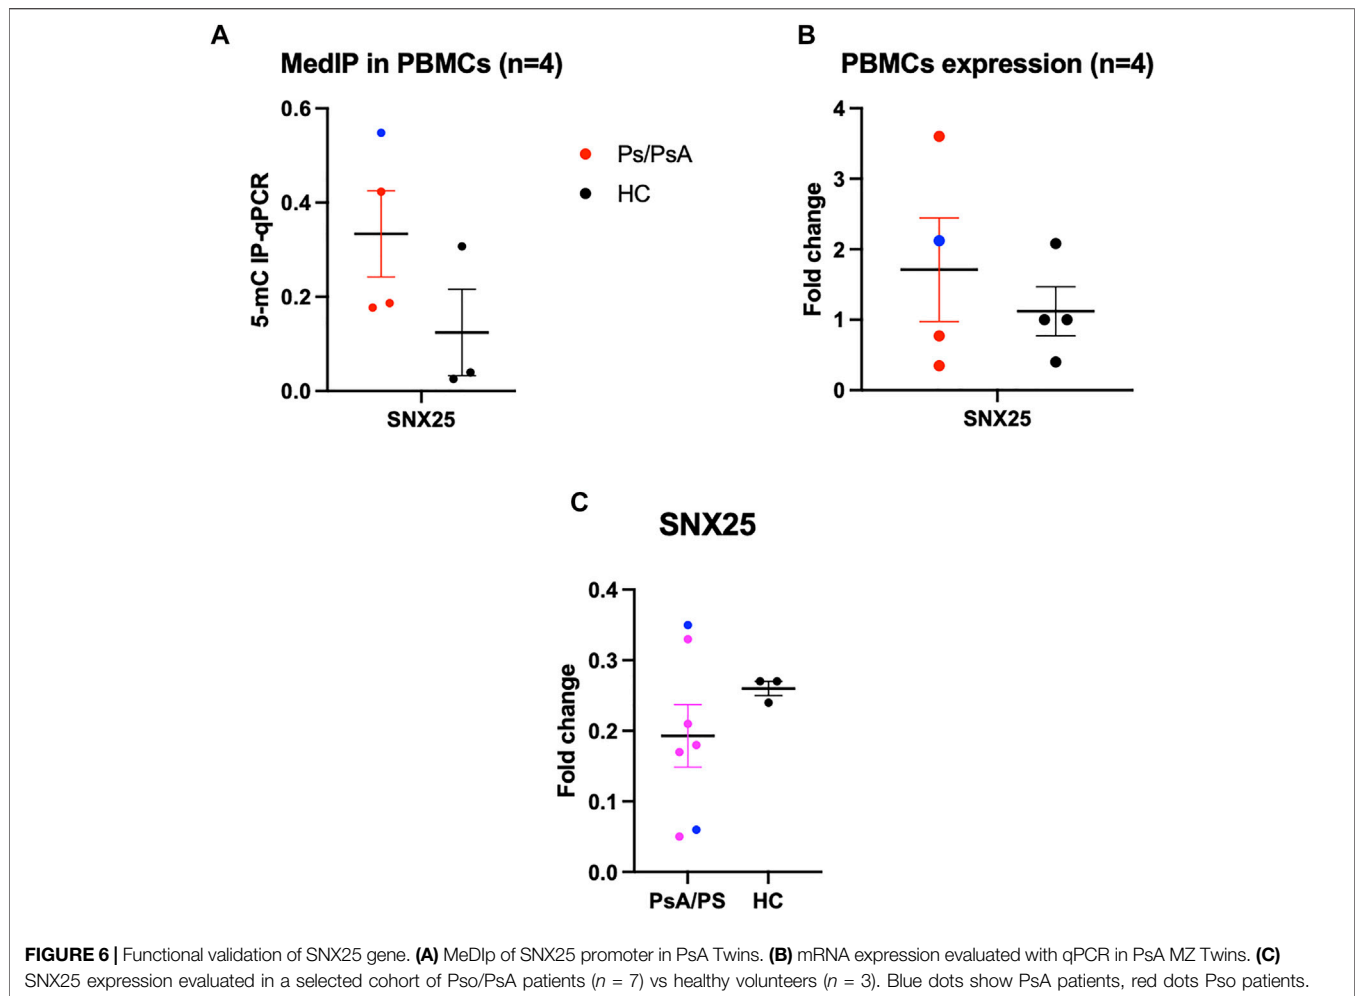 A
MedIP in PBMCs (n=4)
0.6
0.4
0.2
0.0
5-mC IP-qPCR
SNX25
Ps/PsA
HC
B
PBMCs expression (n=4)
4
3
2
1
0
Fold change
SNX25
C
SNX25
0.4
0.3
0.2
0.1
0.0
Fold change
PsA/PS HC
FIGURE 6 | Functional validation of SNX25 gene. (A) MeDIp of SNX25 promoter in PsA Twins. (B) mRNA expression evaluated with qPCR in PsA MZ Twins. (C)
SNX25 expression evaluated in a selected cohort of Pso/PsA patients (n = 7) vs healthy volunteers (n = 3). Blue dots show PsA patients, red dots Pso patients.